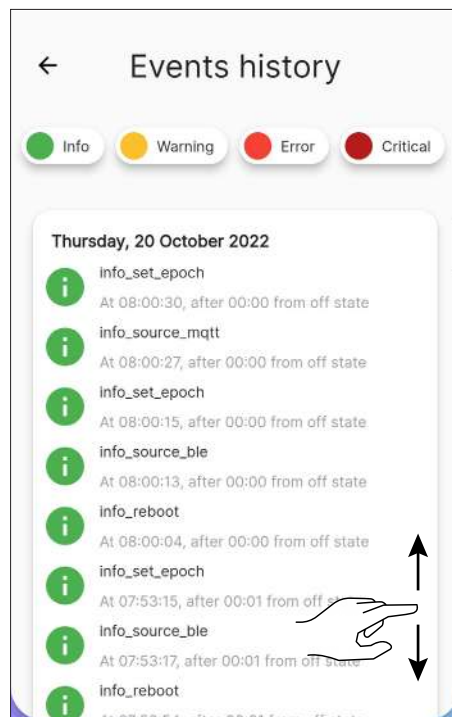 Events history
Info Warning Error Critical
Thursday, 20 October 2022
info_set_epoch
At 08:00:30, after 00:00 from off state
info_source_mqtt
At 08:00:27, after 00:00 from off state
info_set_epoch
At 08:00:15, after 00:00 from off state
info_source_ble
At 08:00:13, after 00:00 from off state
info_reboot
At 08:00:04, after 00:00 from off state
info_set_epoch
At 07:53:15, after 00:01 from off
info_source_ble
At 07:53:17, after 00:01 from off state
info_reboot